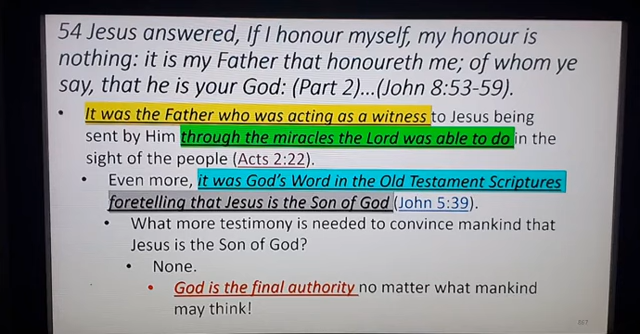 54 Jesus answered, If I honour myself, my honour is
nothing: it is my Father that honoureth me; of whom ye
say, that he is your God: (Part 2)...(John 8:53-59).
• It was the Father who was acting as a witness to Jesus being
sent by Him through the miracles the Lord was able to do in the
sight of the people (Acts 2:22).
• Even more, it was God's Word in the Old Testament Scriptures
foretelling that Jesus is the Son of God (John 5:39).
• What more testimony is needed to convince mankind that
Jesus is the Son of God?
• None.
• God is the final authority no matter what mankind
may think!